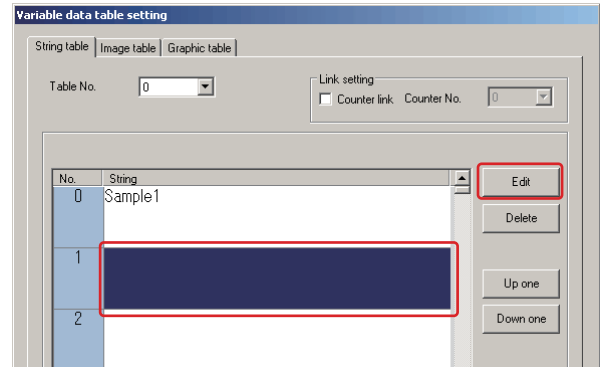 Variable data table setting
String table Image table Graphic table
Table No. 0
Link setting
Counter link Counter No. 0
No. String
0 Sample1
Edit
Delete
1
Up one
2
Down one